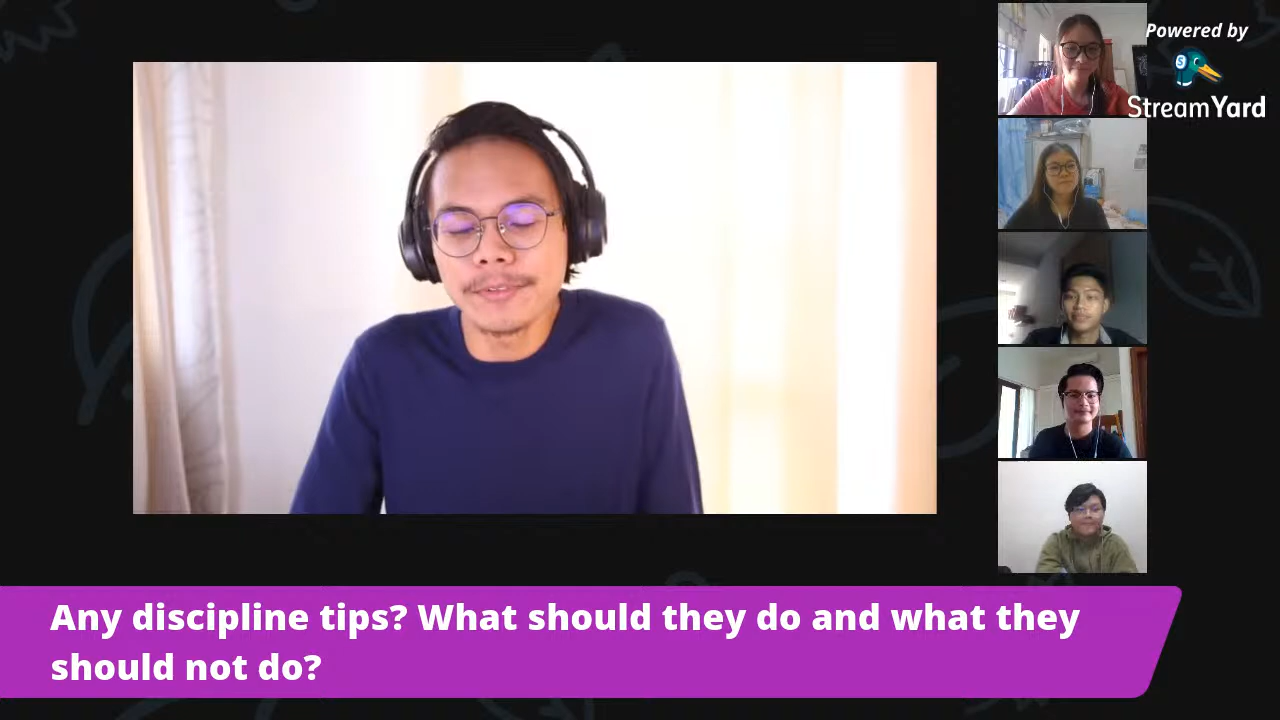 Powered by
StreamYard
Any discipline tips? What should they do and what they
should not do?